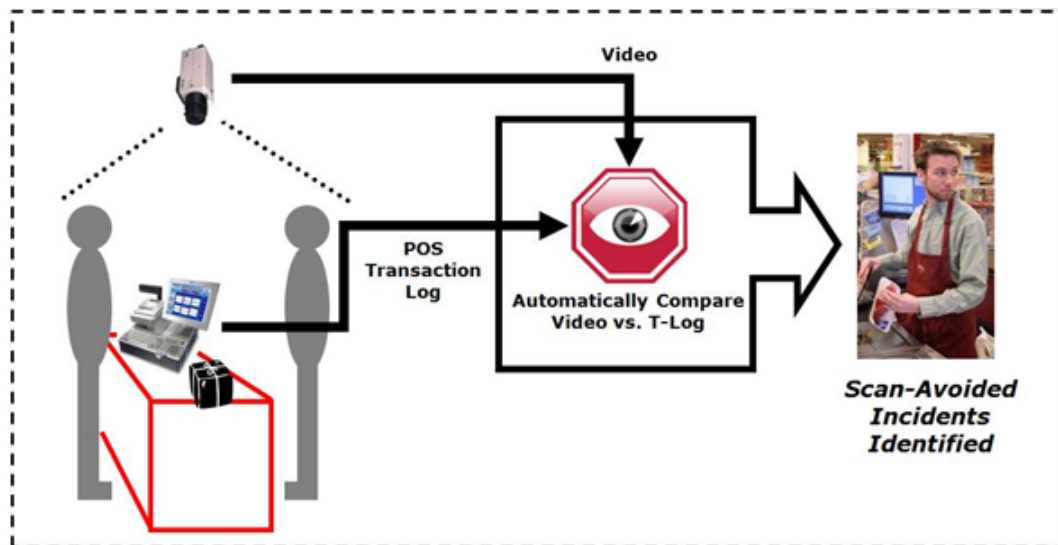 Video
POS
Transaction
Log
Automatically Compare
Video vs. T-Log
Scan-Avoided
Incidents
Identified